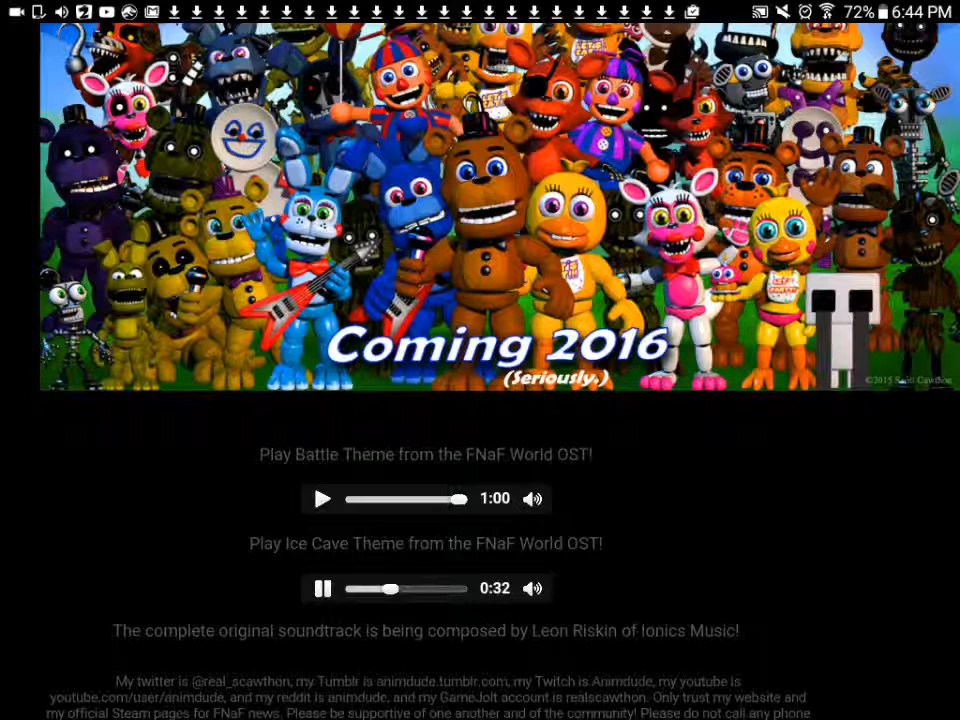 72% 6:44 PM
LET'S EAT!
LET'S PARTY!
Coming 2016
(Seriously.)
©2015 Scott Cawthon
Play Battle Theme from the FNaF World OST!
1:00
Play Ice Cave Theme from the FNaF World OST!
0:32
The complete original soundtrack is being composed by Leon Riskin of Ionics Music!
My twitter is @real_scawthon, my Tumblr is animdude.tumblr.com, my Twitch is Animdude, my youtube is
youtube.com/user/animdude, and my reddit is animdude, and my GameJolt account is realscawthon. Only trust my website and
my official Steam pages for FNaF news. Please be supportive of one another and of the community! Please do not call any phone